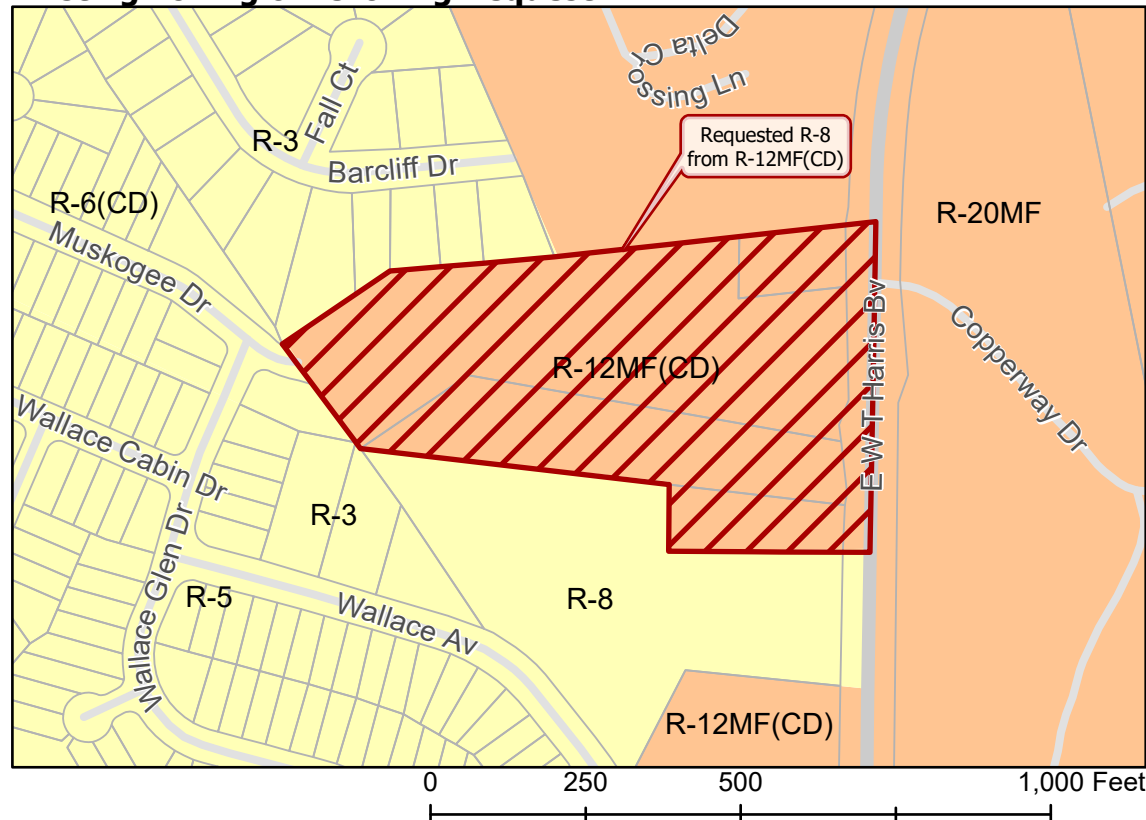 Delta Cr
ossing Ln
Fall Ct
R-3
Barcliff Dr
Requested R-8
from R-12MF(CD)
R-6(CD)
Muskogee Dr
R-20MF
E W T Harris Bv
Copperway Dr
R-12MF(CD)
Wallace Cabin Dr
R-3
Wallace Glen Dr
R-5
R-8
Wallace Av
R-12MF(CD)
0 250 500 1,000 Feet